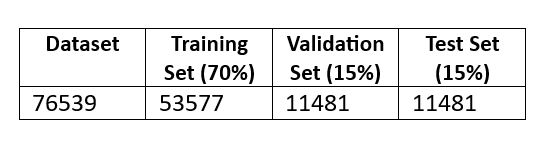 Dataset Training Validation Test Set
Set (70%) Set (15%) (15%)
76539 53577 11481 11481